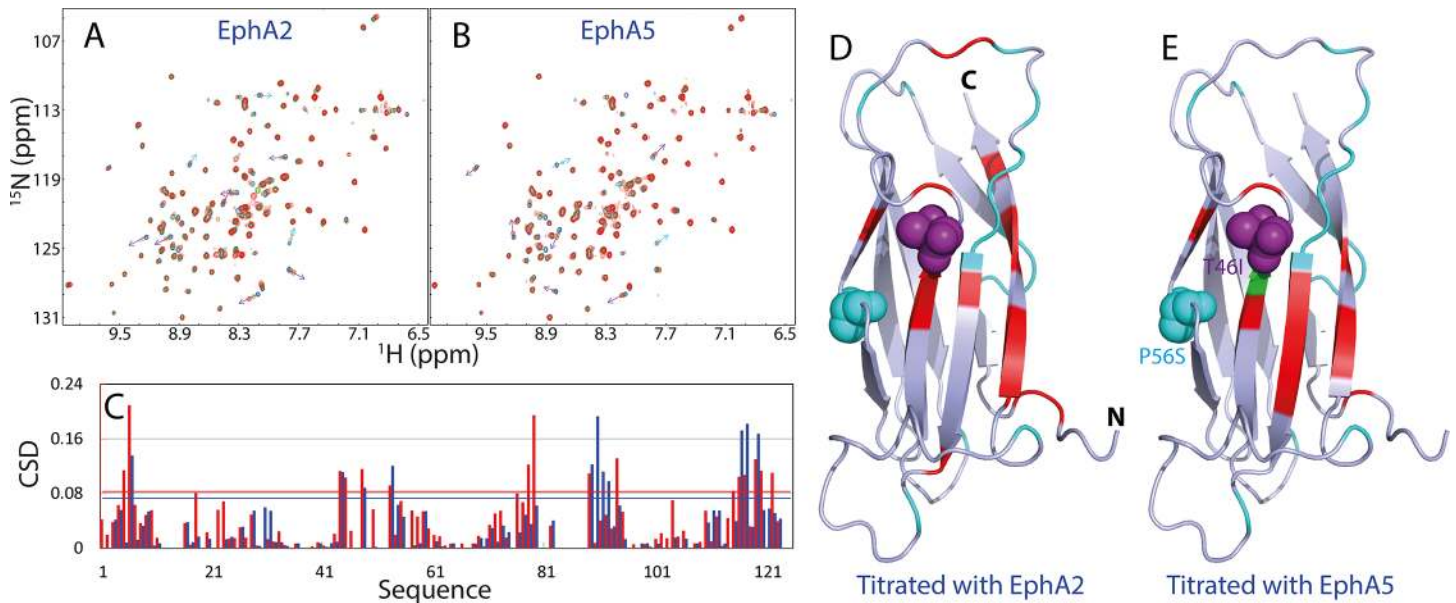 A
EphA2
B
EphA5
107
113
119
125
131
¹⁵N (ppm)
9.5
8.9
8.3
7.7
7.1
9.5
8.9
8.3
7.7
7.1
6.5
¹H (ppm)
C
0.24
0.16
0.08
0
CSD
1
21
41
61
81
101
121
Sequence
D
C
N
Titrated with EphA2
E
T46I
P56S
Titrated with EphA5